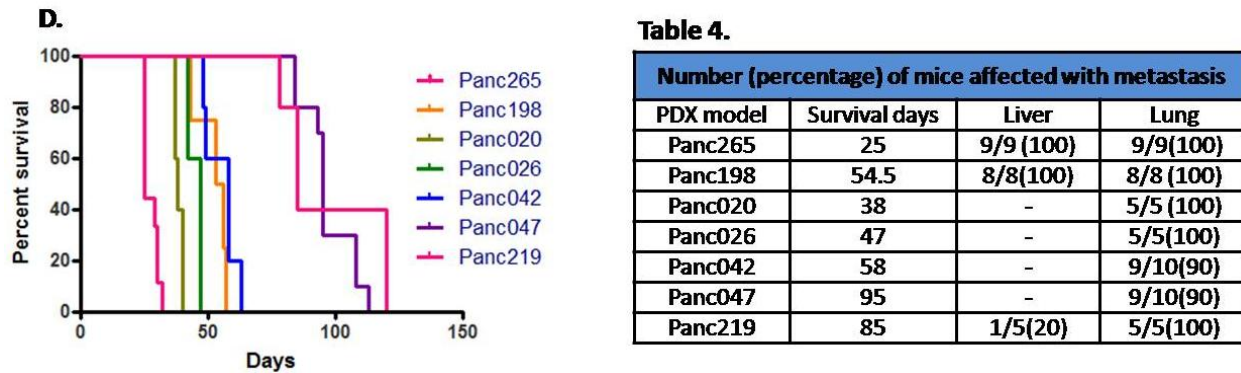 D.
Percent survival
100
80
60
40
20
0
0 50 100 150
Days
Panc265
Panc198
Panc020
Panc026
Panc042
Panc047
Panc219
Table 4.
Number (percentage) of mice affected with metastasis
PDX model Survival days Liver Lung
Panc265 25 9/9 (100) 9/9(100)
Panc198 54.5 8/8(100) 8/8 (100)
Panc020 38 - 5/5 (100)
Panc026 47 - 5/5(100)
Panc042 58 - 9/10(90)
Panc047 95 - 9/10(90)
Panc219 85 1/5(20) 5/5(100)